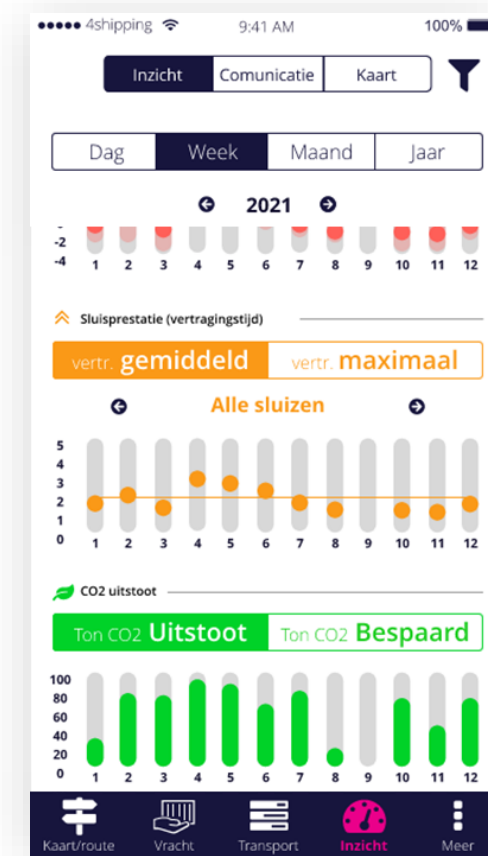 4shipping 9:41 AM 100%
Inzicht Comunicatie Kaart
Dag Week Maand Jaar
2021
-2
-4
1 2 3 4 5 6 7 8 9 10 11 12
Sluisprestatie (vertragingstijd)
vertr. gemiddeld vertr. maximaal
Alle sluizen
5
4
3
2
1
0
1 2 3 4 5 6 7 8 9 10 11 12
CO2 uitstoot
Ton CO2 Uitstoot Ton CO2 Bespaard
100
80
60
40
20
0
1 2 3 4 5 6 7 8 9 10 11 12
Kaart/route Vracht Transport Inzicht Meer